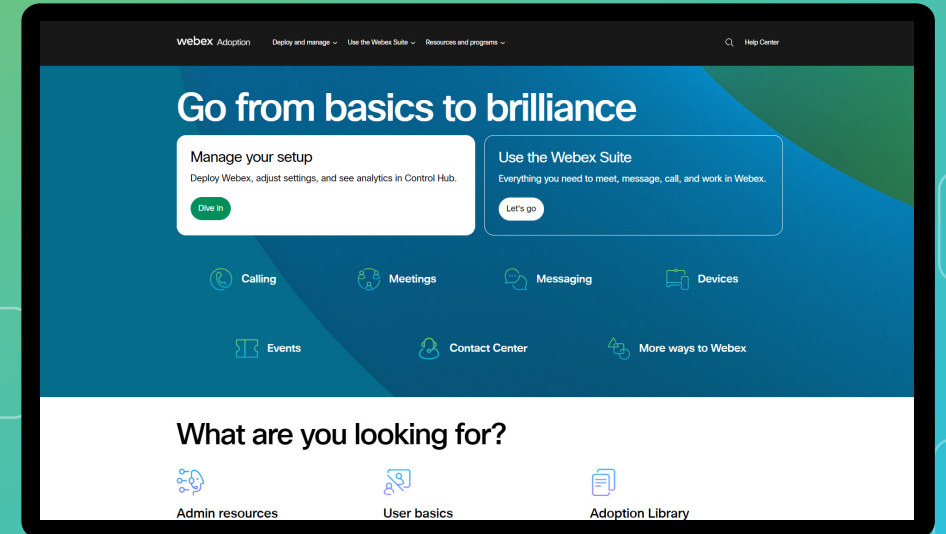 webex Adoption Deploy and manage Use the Webex Suite Resources and programs Help Center
Go from basics to brilliance
Manage your setup
Deploy Webex, adjust settings, and see analytics in Control Hub.
Dive In
Use the Webex Suite
Everything you need to meet, message, call, and work in Webex.
Let's go
Calling Meetings Messaging Devices
Events Contact Center More ways to Webex
What are you looking for?
Admin resources User basics Adoption Library